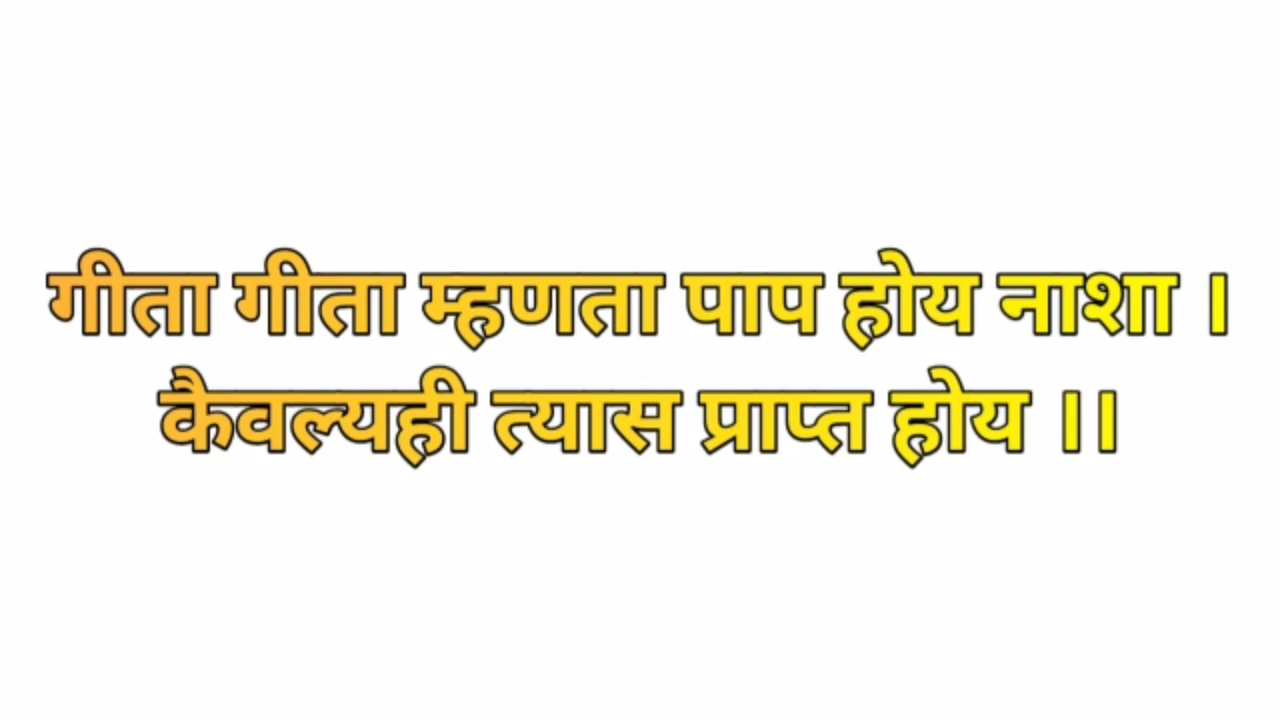 गीता गीता म्हणता पाप होय नाशा ।
कैवल्यही त्यास प्राप्त होय ।।